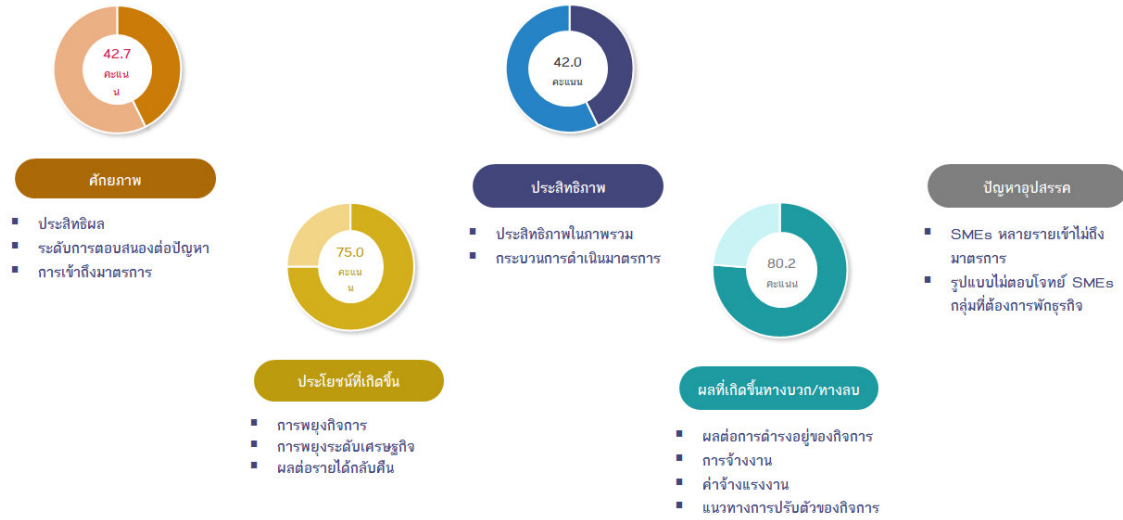 42.7
คะแน
น
ศักยภาพ
ประสิทธิผล
ระดับการตอบสนองต่อปัญหา
การเข้าถึงมาตรการ
75.0
คะแน
น
ประโยชน์ที่เกิดขึ้น
การพยุงกิจการ
การพยุงระดับเศรษฐกิจ
ผลต่อรายได้กลับคืน
42.0
คะแนน
ประสิทธิภาพ
ประสิทธิภาพในภาพรวม
กระบวนการดำเนินมาตรการ
80.2
คะแนน
ผลที่เกิดขึ้นทางบวก/ทางลบ
ผลต่อการดำรงอยู่ของกิจการ
การจ้างงาน
ค่าจ้างแรงงาน
แนวทางการปรับตัวของกิจการ
ปัญหาอุปสรรค
SMEs หลายรายเข้าไม่ถึง
มาตรการ
รูปแบบไม่ตอบโจทย์ SMEs
กลุ่มที่ต้องการพักธุรกิจ